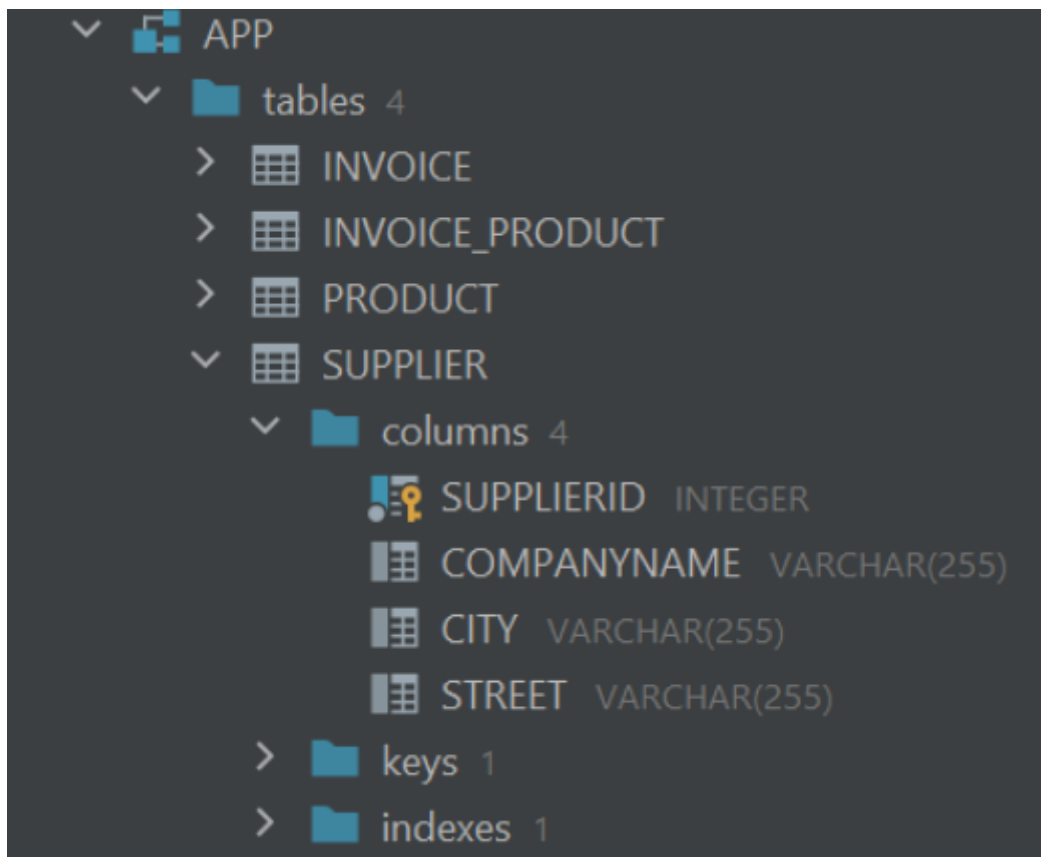 APP
tables 4
INVOICE
INVOICE_PRODUCT
PRODUCT
SUPPLIER
columns 4
SUPPLIERID INTEGER
COMPANYNAME VARCHAR(255)
CITY VARCHAR(255)
STREET VARCHAR(255)
keys 1
indexes 1